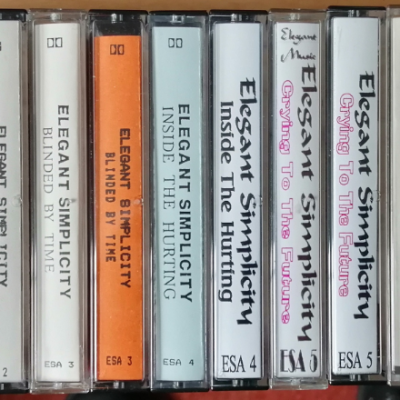 ELEGANT SIMPLICITY
2
ELEGANT SIMPLICITY
BLINDED BY TIME
ESA 3
ELEGANT SIMPLICITY
BLINDED BY TIME
ESA 3
ELEGANT SIMPLICITY
INSIDE THE HURTING
ESA 4
Elegant Simplicity
Inside The Hurting
ESA 4
Elegant Music
Elegant Simplicity
Crying To The Future
ESA 5
Elegant Simplicity
Crying To The Future
ESA 5